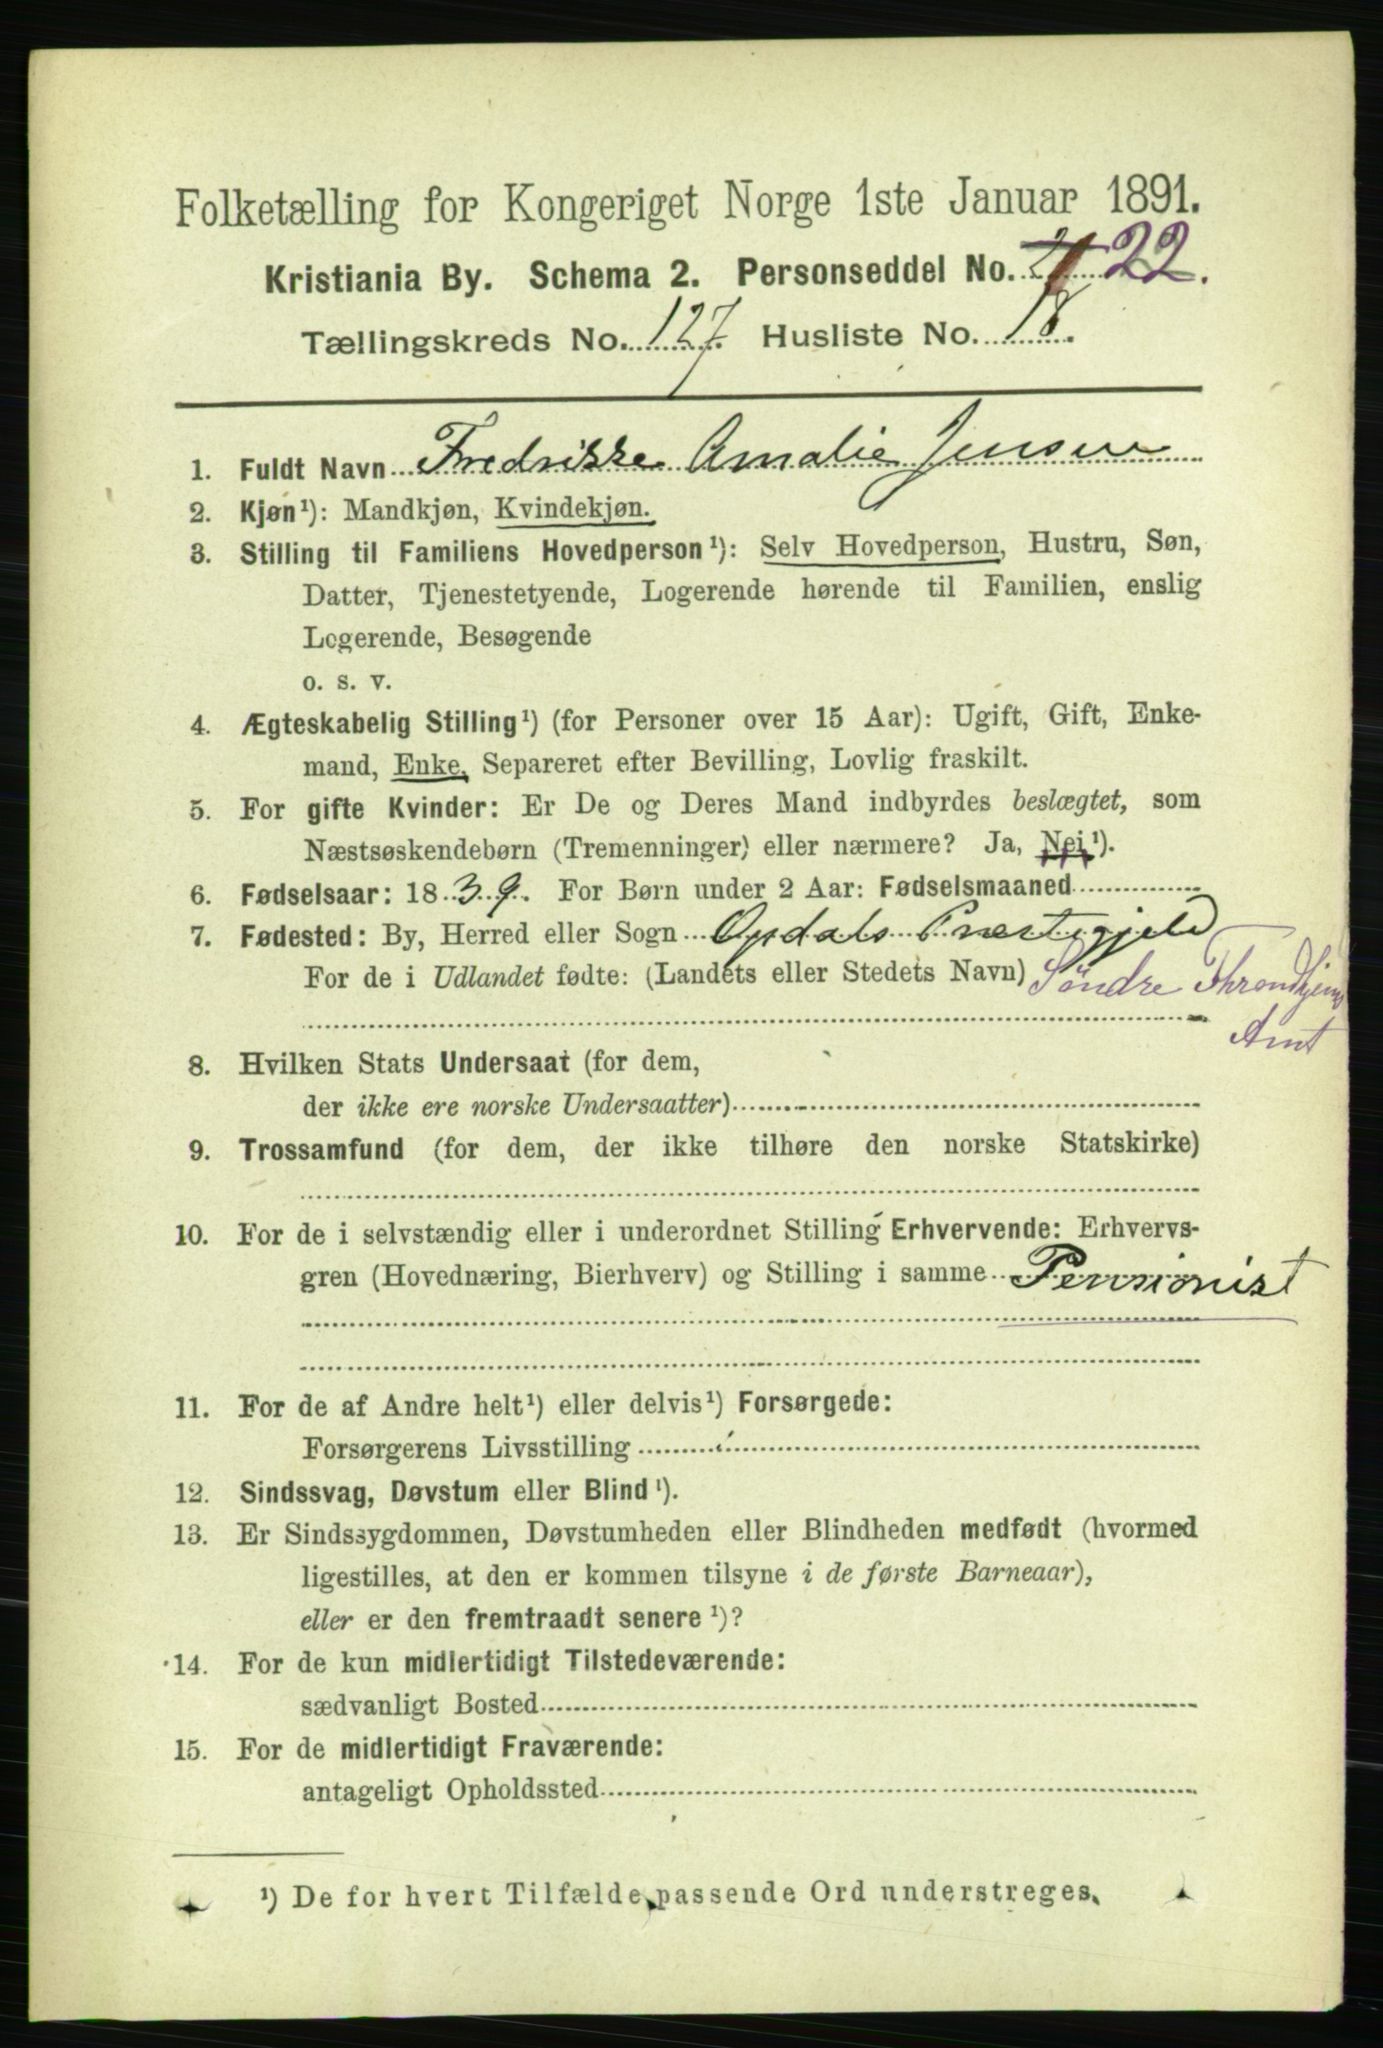 Folketælling for Kongeriget Norge 1ste Januar 1891.
Kristiania By. Schema 2. Personseddel No. 22.
Tællingskreds No. 127. Husliste No. 18.
1. Fuldt Navn Fredrikke Amalie Jensen
2. Kjøn¹): Mandkjøn, Kvindekjøn.
3. Stilling til Familiens Hovedperson¹): Selv Hovedperson, Hustru, Søn,
Datter, Tjenestetyende, Logerende hørende til Familien, enslig
Logerende, Besøgende
o. s. v.
4. Ægteskabelig Stilling¹) (for Personer over 15 Aar): Ugift, Gift, Enke-
mand, Enke, Separeret efter Bevilling, Lovlig fraskilt.
5. For gifte Kvinder: Er De og Deres Mand indbyrdes beslægtet, som
Næstsøskendebørn (Tremenninger) eller nærmere? Ja, Nei¹).
6. Fødselsaar: 1839. For Børn under 2 Aar: Fødselsmaaned
7. Fødested: By, Herred eller Sogn Opdals Præstegjeld
For de i Udlandet fødte: (Landets eller Stedets Navn) Söndre Throndhjems
Amt
8. Hvilken Stats Undersaat (for dem,
der ikke ere norske Undersaatter)
9. Trossamfund (for dem, der ikke tilhøre den norske Statskirke)
10. For de i selvstændig eller i underordnet Stilling Erhvervende: Erhvervs-
gren (Hovednæring, Bierhverv) og Stilling i samme Pensionist
11. For de af Andre helt¹) eller delvis¹) Forsørgede:
Forsørgerens Livsstilling
12. Sindssvag, Døvstum eller Blind¹).
13. Er Sindssygdommen, Døvstumheden eller Blindheden medfødt (hvormed
ligestilles, at den er kommen tilsyne i de første Barneaar),
eller er den fremtraadt senere¹)?
14. For de kun midlertidigt Tilstedeværende:
sædvanligt Bosted
15. For de midlertidigt Fraværende:
antageligt Opholdssted
¹) De for hvert Tilfælde passende Ord understreges.